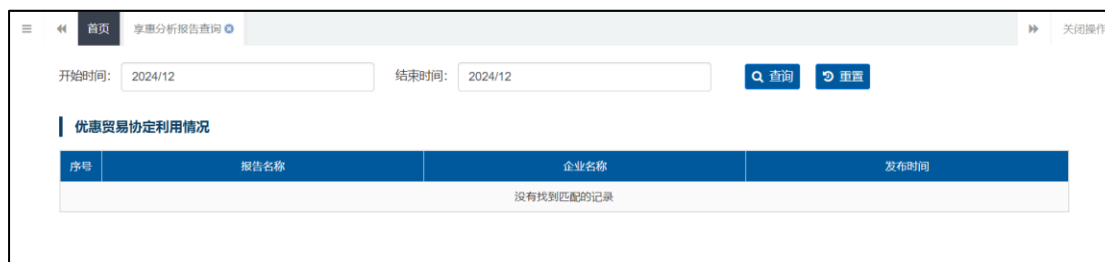 首页 享惠分析报告查询 关闭操作
开始时间： 2024/12 结束时间： 2024/12 查询 重置
优惠贸易协定利用情况
序号 报告名称 企业名称 发布时间
没有找到匹配的记录